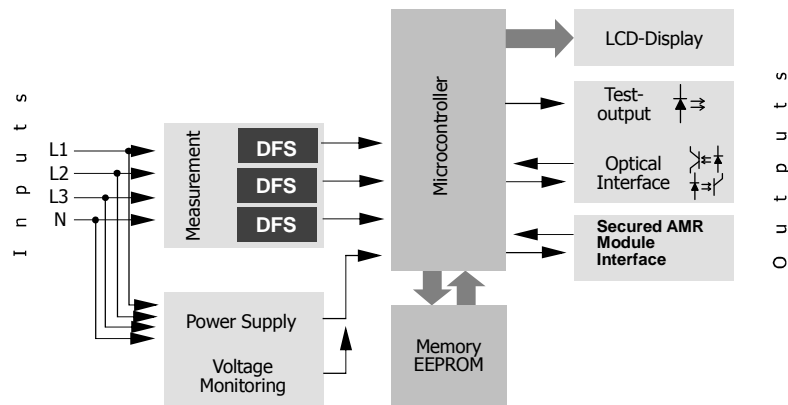 Inputs
L1
L2
L3
N
Measurement
DFS
DFS
DFS
Power Supply
Voltage
Monitoring
Microcontroller
Memory
EEPROM
LCD-Display
Test-
output
Optical
Interface
Secured AMR
Module
Interface
Outputs